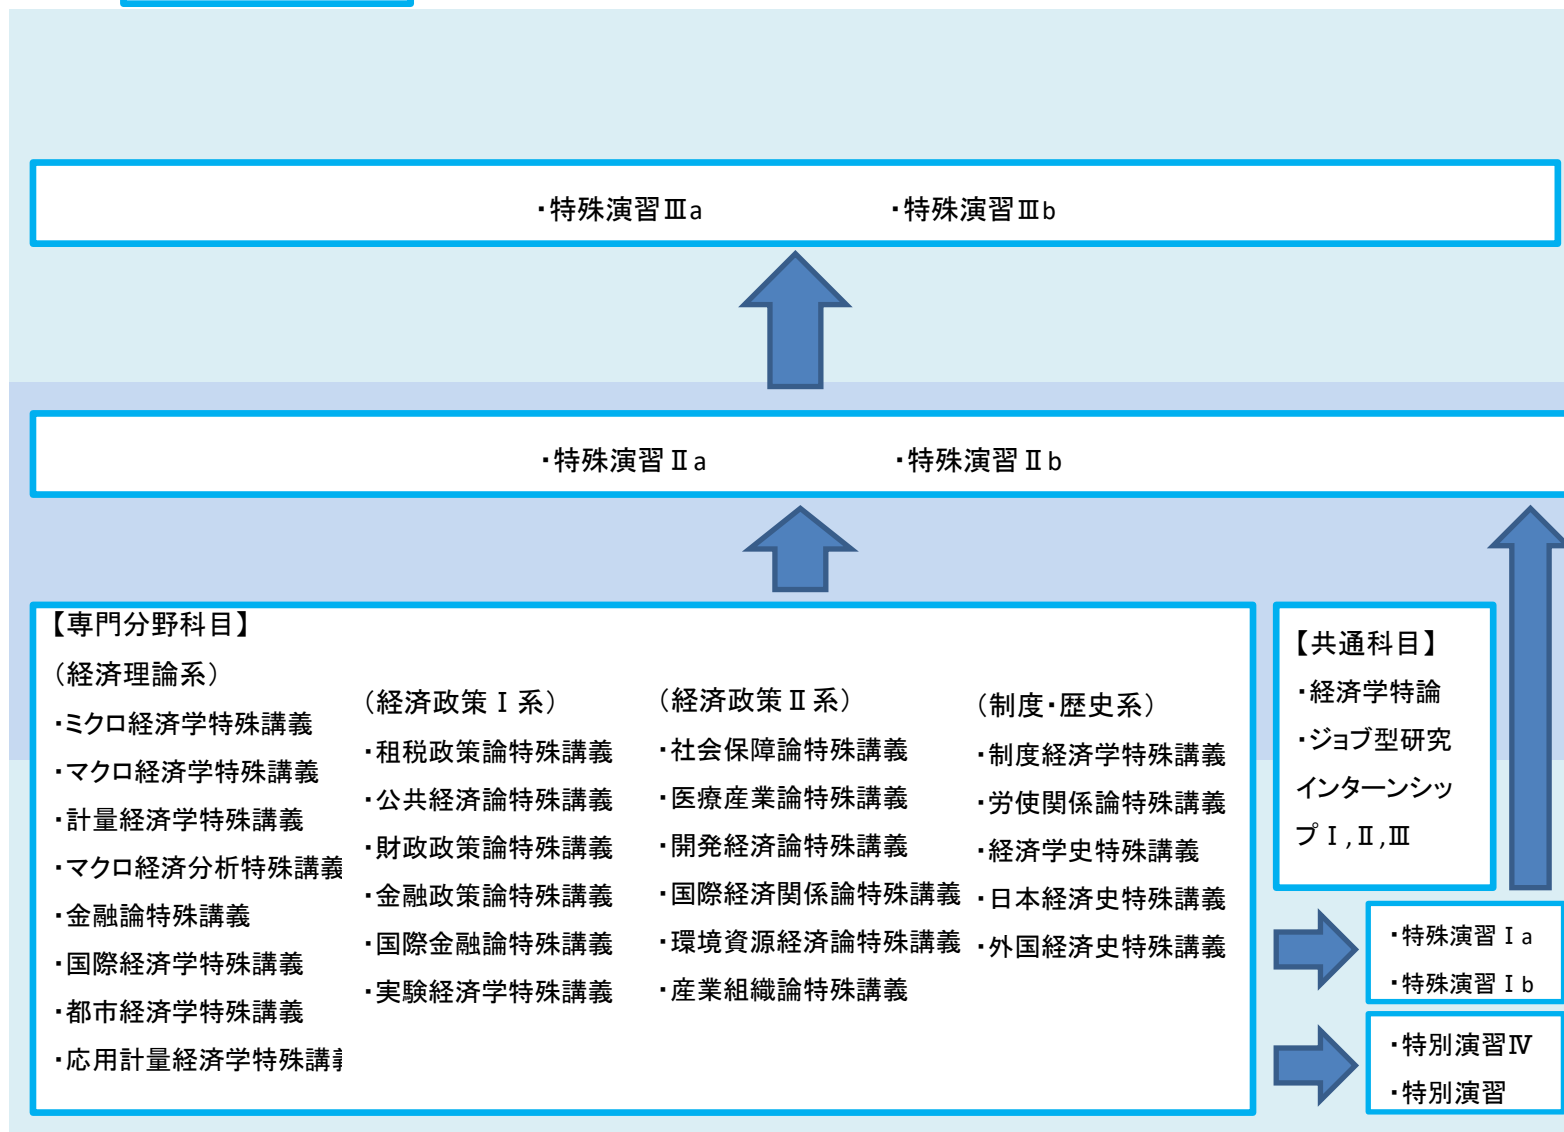 ・特殊演習Ⅲa
・特殊演習Ⅲb
・特殊演習Ⅱa
・特殊演習Ⅱb
【専門分野科目】
（経済理論系）
・ミクロ経済学特殊講義
・マクロ経済学特殊講義
・計量経済学特殊講義
・マクロ経済分析特殊講義
・金融論特殊講義
・国際経済学特殊講義
・都市経済学特殊講義
・応用計量経済学特殊講
（経済政策Ⅰ系）
・租税政策論特殊講義
・公共経済論特殊講義
・財政政策論特殊講義
・金融政策論特殊講義
・国際金融論特殊講義
・実験経済学特殊講義
（経済政策Ⅱ系）
・社会保障論特殊講義
・医療産業論特殊講義
・開発経済論特殊講義
・国際経済関係論特殊講義
・環境資源経済論特殊講義
・産業組織論特殊講義
（制度・歴史系）
・制度経済学特殊講義
・労使関係論特殊講義
・経済学史特殊講義
・日本経済史特殊講義
・外国経済史特殊講義
【共通科目】
・経済学特論
・ジョブ型研究
インターンシッ
プⅠ,Ⅱ,Ⅲ
・特殊演習Ⅰa
・特殊演習Ⅰb
・特別演習Ⅳ
・特別演習